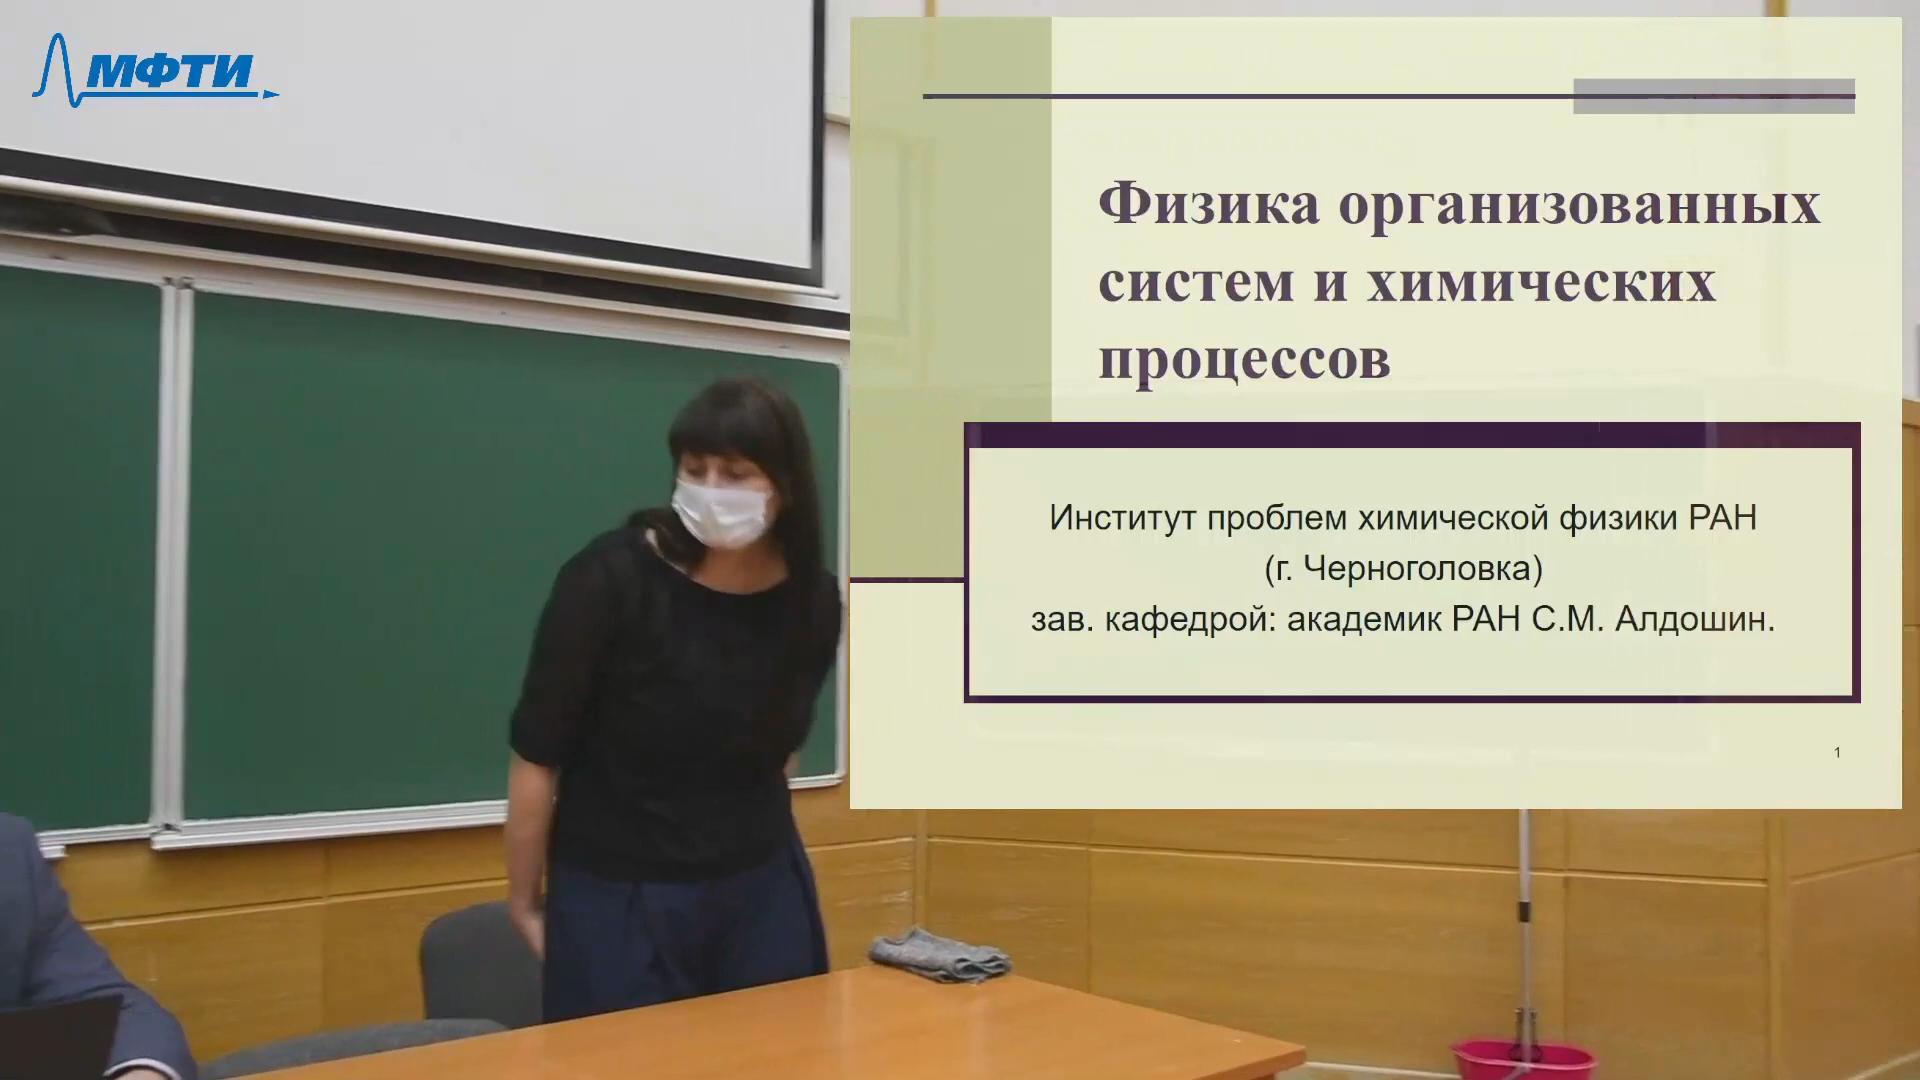 МФТИ
Физика организованных
систем и химических
процессов
Институт проблем химической физики РАН
(г. Черноголовка)
зав. кафедрой: академик РАН С.М. Алдошин.
1